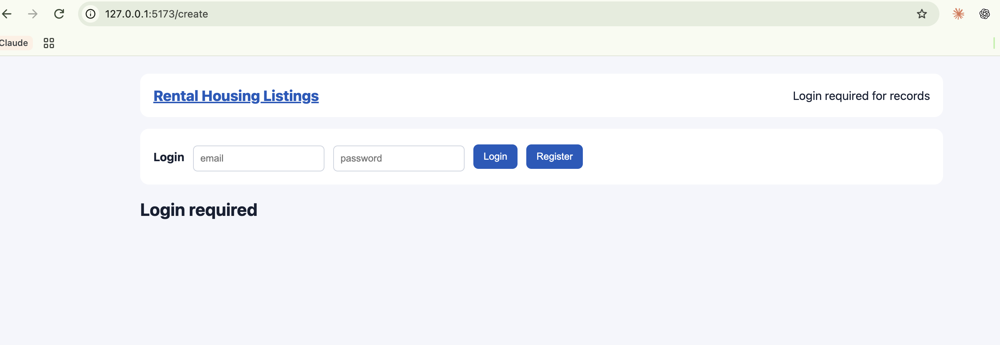 127.0.0.1:5173/create
Claude
Rental Housing Listings
Login required for records
Login email password Login Register
Login required